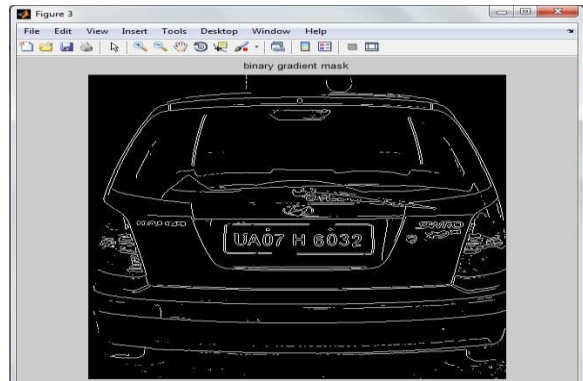 Figure 3
File Edit View Insert Tools Desktop Window Help
binary gradient mask
UA07 H 6032